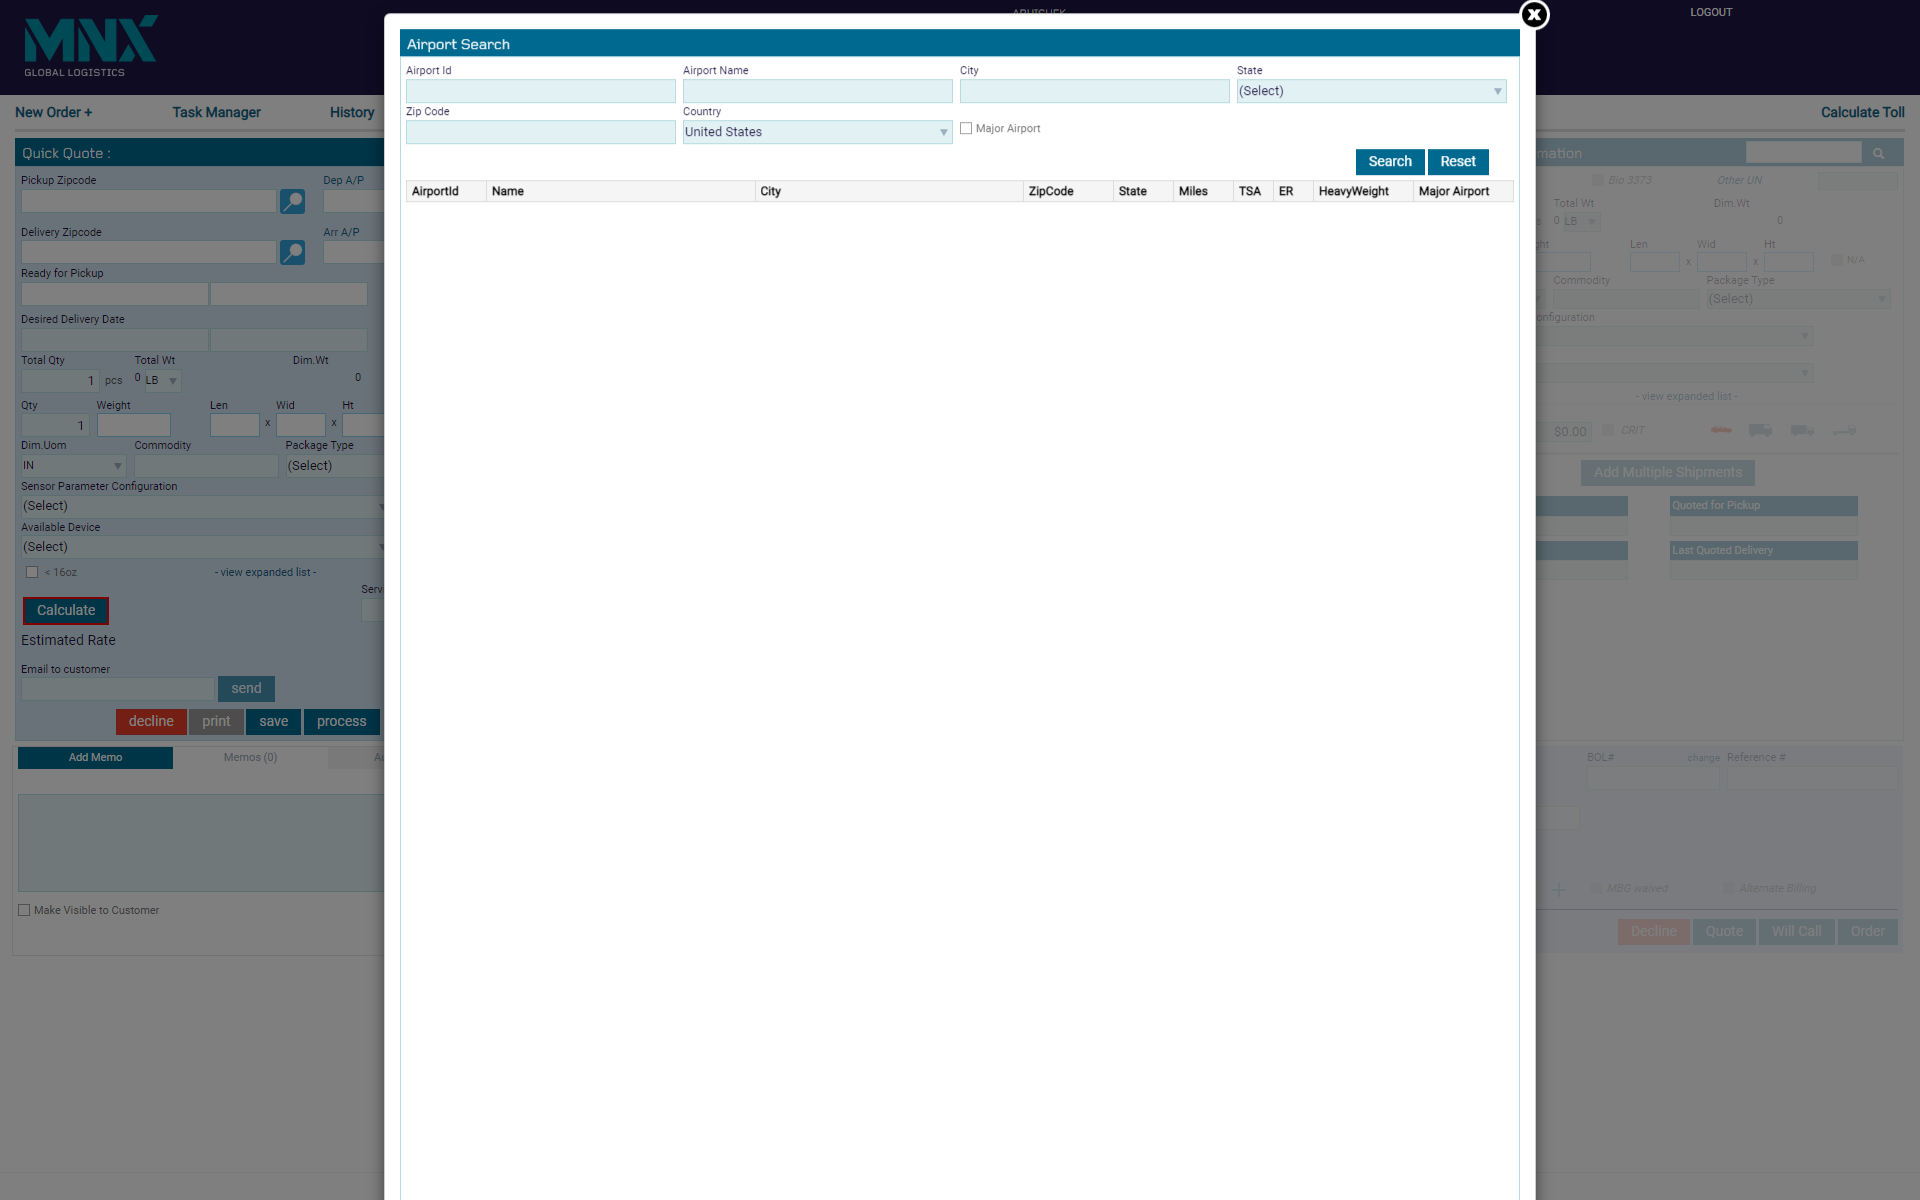 MNX
GLOBAL LOGISTICS
LOGOUT
New Order +
Task Manager
History
Calculate Toll
Airport Search
Airport Id
Airport Name
City
State
(Select)
Zip Code
Country
United States
Major Airport
Search
Reset
AirportId
Name
City
ZipCode
State
Miles
TSA
ER
HeavyWeight
Major Airport
Quick Quote :
Pickup Zipcode
Dep A/P
Delivery Zipcode
Arr A/P
Ready for Pickup
Desired Delivery Date
Total Qty
Total Wt
Dim.Wt
1 pcs
0 LB
0
Qty
Weight
Len
Wid
Ht
1
x
x
Dim.Uom
Commodity
Package Type
IN
(Select)
Sensor Parameter Configuration
(Select)
Available Device
(Select)
< 16oz
- view expanded list -
Servi
Calculate
Estimated Rate
Email to customer
send
decline
print
save
process
Add Memo
Memos (0)
Make Visible to Customer
mation
Bio 3373
Other UN
Total Wt
Dim.Wt
s
0 LB
0
ght
Len
Wid
Ht
x
x
N/A
Commodity
Package Type
(Select)
onfiguration
- view expanded list -
$0.00
CRIT
Add Multiple Shipments
Quoted for Pickup
Last Quoted Delivery
BOL#
change
Reference #
MBG waived
Alternate Billing
Decline
Quote
Will Call
Order